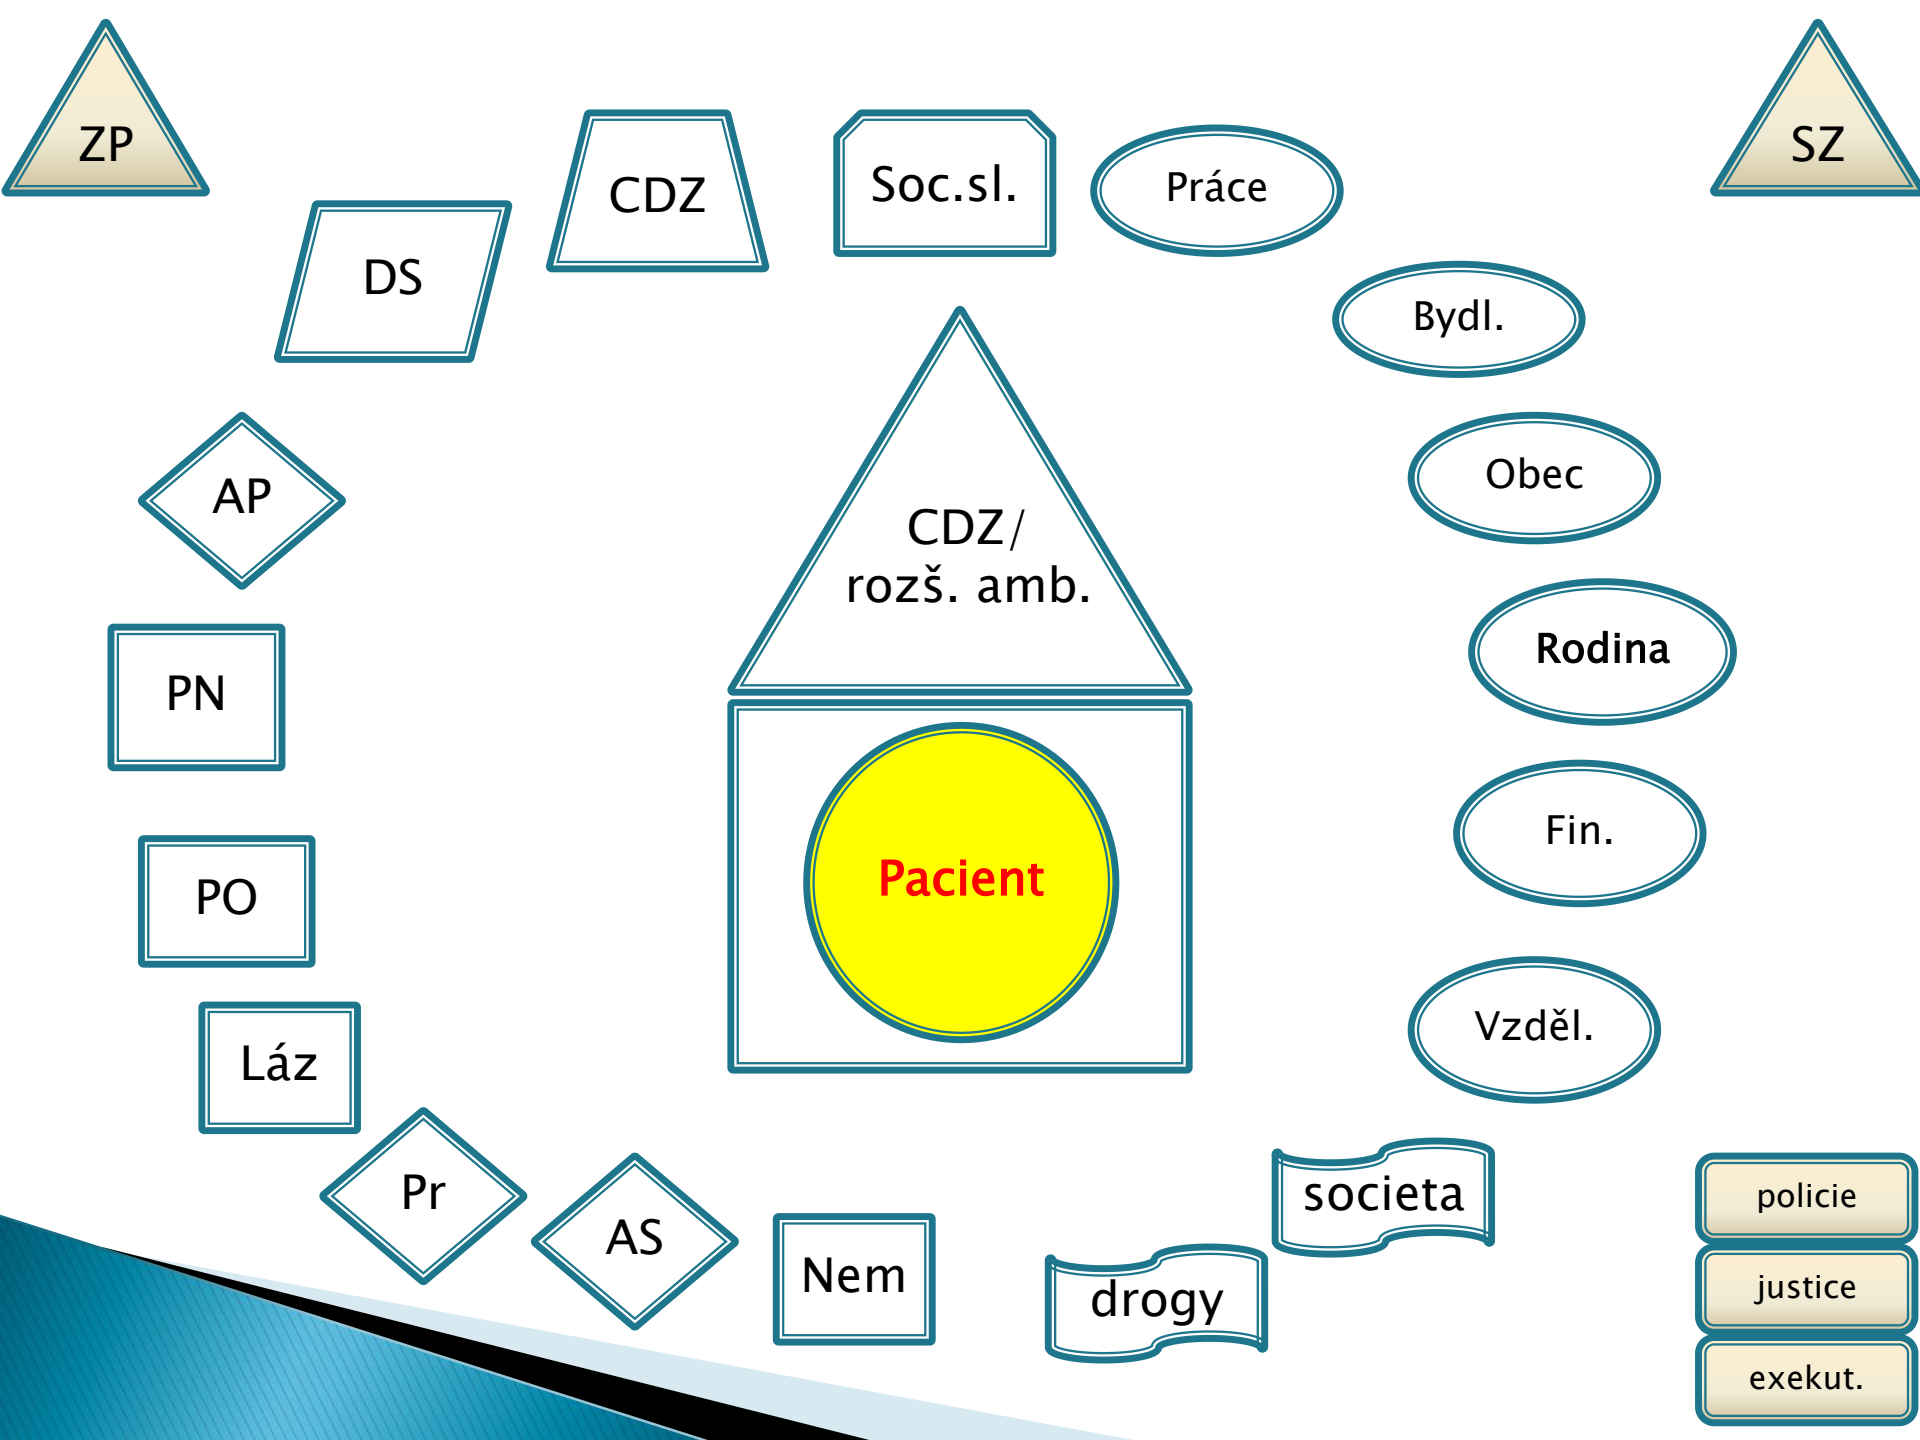 ZP
SZ
CDZ
Soc.sl.
Práce
DS
Bydl.
AP
Obec
CDZ/
rozš. amb.
PN
Rodina
PO
Pacient
Fin.
Láz
Vzděl.
Pr
AS
Nem
drogy
societa
policie
justice
exekut.